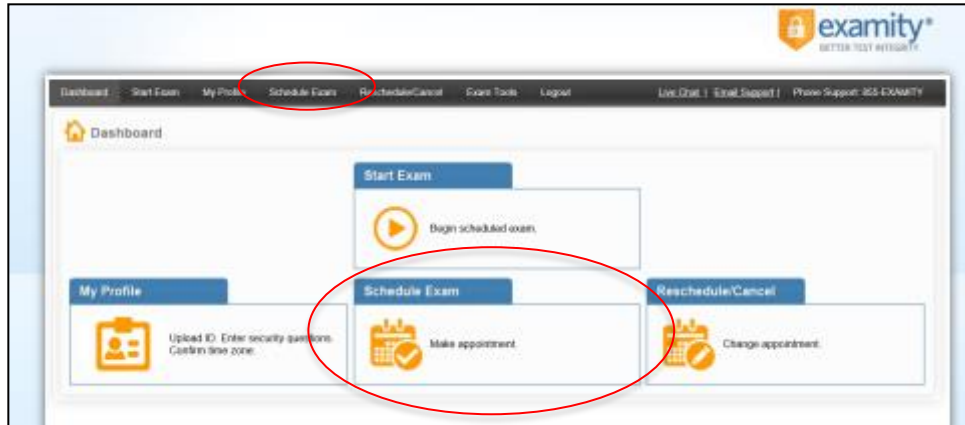 examity®
BETTER TEST INTEGRITY
Dashboard Start Exam My Profile Schedule Exam Reschedule/Cancel Exam Tools Logout Live Chat | Email Support | Phone Support: 855-EXAMITY
Dashboard
Start Exam
Begin scheduled exam.
My Profile
Upload ID. Enter security questions.
Confirm time zone.
Schedule Exam
Make appointment.
Reschedule/Cancel
Change appointment.